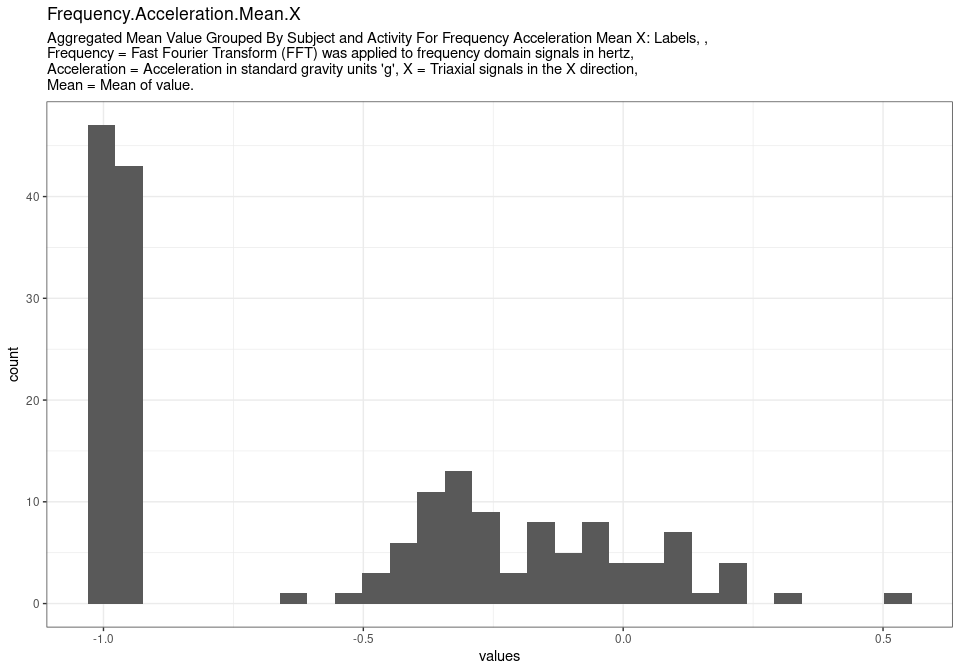 Frequency.Acceleration.Mean.X
Aggregated Mean Value Grouped By Subject and Activity For Frequency Acceleration Mean X: Labels, ,
Frequency = Fast Fourier Transform (FFT) was applied to frequency domain signals in hertz,
Acceleration = Acceleration in standard gravity units 'g', X = Triaxial signals in the X direction,
Mean = Mean of value.
40
30
20
10
0
count
-1.0
-0.5
0.0
0.5
values